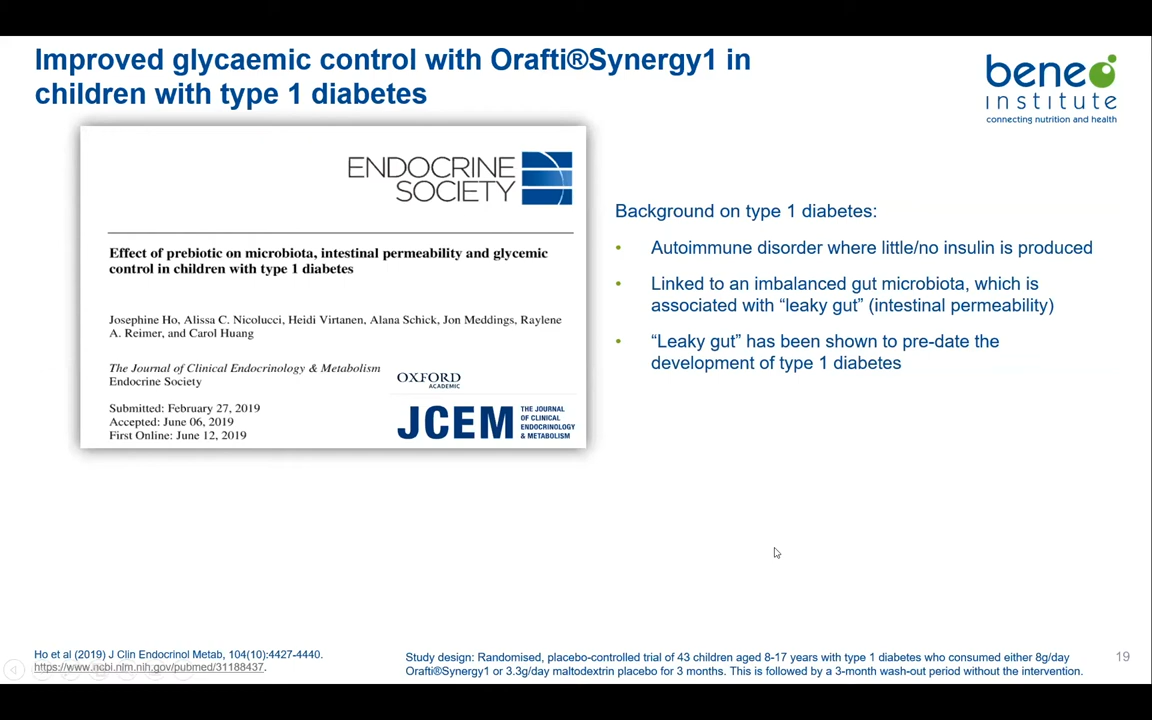 Improved glycaemic control with Orafti®Synergy1 in
children with type 1 diabetes
beneo
institute
connecting nutrition and health
ENDOCRINE
SOCIETY
Effect of prebiotic on microbiota, intestinal permeability and glycemic
control in children with type 1 diabetes
Josephine Ho, Alissa C. Nicolucci, Heidi Virtanen, Alana Schick, Jon Meddings, Raylene
A. Reimer, and Carol Huang
The Journal of Clinical Endocrinology & Metabolism
Endocrine Society
OXFORD
ACADEMIC
Submitted: February 27, 2019
Accepted: June 06, 2019
First Online: June 12, 2019
JCEM
THE JOURNAL
OF CLINICAL
ENDOCRINOLOGY
& METABOLISM
Background on type 1 diabetes:
• Autoimmune disorder where little/no insulin is produced
• Linked to an imbalanced gut microbiota, which is
associated with “leaky gut” (intestinal permeability)
• “Leaky gut” has been shown to pre-date the
development of type 1 diabetes
Ho et al (2019) J Clin Endocrinol Metab, 104(10):4427-4440.
https://www.ncbi.nlm.nih.gov/pubmed/31188437.
Study design: Randomised, placebo-controlled trial of 43 children aged 8-17 years with type 1 diabetes who consumed either 8g/day
Orafti®Synergy1 or 3.3g/day maltodextrin placebo for 3 months. This is followed by a 3-month wash-out period without the intervention.
19